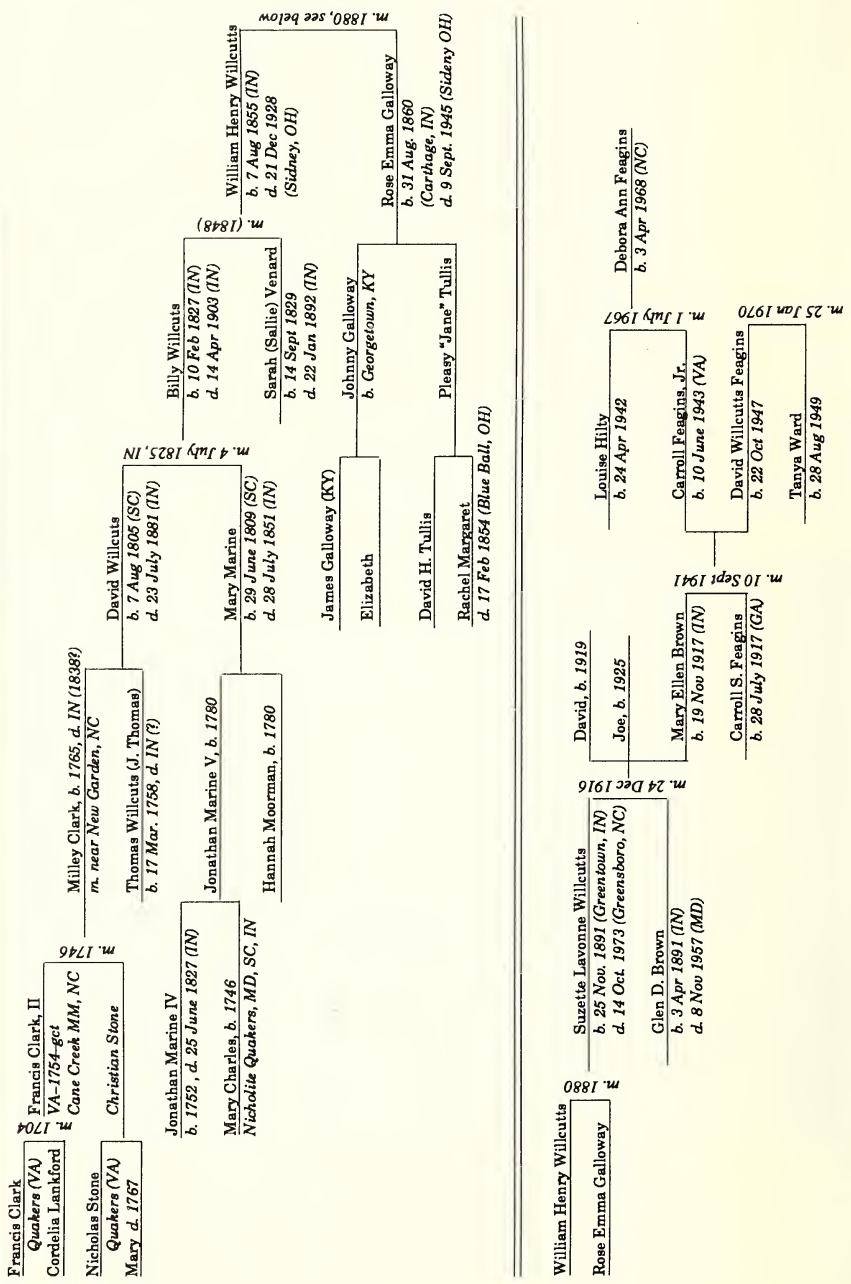 Francis Clark
Quakers (VA)
Cordelia Lankford
m. 1704
Nicholas Stone
Quakers (VA)
Mary d. 1767
Francis Clark, II
VA–1754–gct
Cane Creek MM, NC
Christian Stone
m. 1746
Jonathan Marine IV
b. 1752, d. 25 June 1827 (IN)
Mary Charles, b. 1746
Nicholite Quakers, MD, SC, IN
Milley Clark, b. 1765, d. IN (1838?)
m. near New Garden, NC
Thomas Willcuts (J. Thomas)
b. 17 Mar. 1758, d. IN (?)
Jonathan Marine V, b. 1780
Hannah Moorman, b. 1780
David Willcuts
b. 7 Aug 1805 (SC)
d. 23 July 1881 (IN)
Mary Marine
b. 29 June 1809 (SC)
d. 28 July 1851 (IN)
m. 4 July 1825, IN
James Galloway (KY)
Elizabeth
David H. Tullis
Rachel Margaret
d. 17 Feb 1854 (Blue Ball, OH)
Billy Willcuts
b. 10 Feb 1827 (IN)
d. 14 Apr 1903 (IN)
Sarah (Sallie) Venard
b. 14 Sept 1829
d. 22 Jan 1892 (IN)
m. (1848)
Johnny Galloway
b. Georgetown, KY
Pleasy "Jane" Tullis
William Henry Willcutts
b. 7 Aug 1855 (IN)
d. 21 Dec 1928
(Sidney, OH)
Rose Emma Galloway
b. 31 Aug. 1860
(Carthage, IN)
d. 9 Sept. 1945 (Sideny OH)
m. 1880, see below
William Henry Willcutts
Rose Emma Galloway
m. 1880
Suzette Lavonne Willcutts
b. 25 Nov. 1891 (Greentown, IN)
d. 14 Oct. 1973 (Greensboro, NC)
Glen D. Brown
b. 3 Apr 1891 (IN)
d. 8 Nov 1957 (MD)
m. 24 Dec 1916
David, b. 1919
Joe, b. 1925
Mary Ellen Brown
b. 19 Nov 1917 (IN)
Carroll S. Feagins
b. 28 July 1917 (GA)
m. 10 Sept 1941
Louise Hilty
b. 24 Apr 1942
Carroll Feagins, Jr.
b. 10 June 1943 (VA)
m. 1 July 1967
David Willcutts Feagins
b. 22 Oct 1947
Tanya Ward
b. 28 Aug 1949
m. 25 Jan 1970
Debora Ann Feagins
b. 3 Apr 1968 (NC)